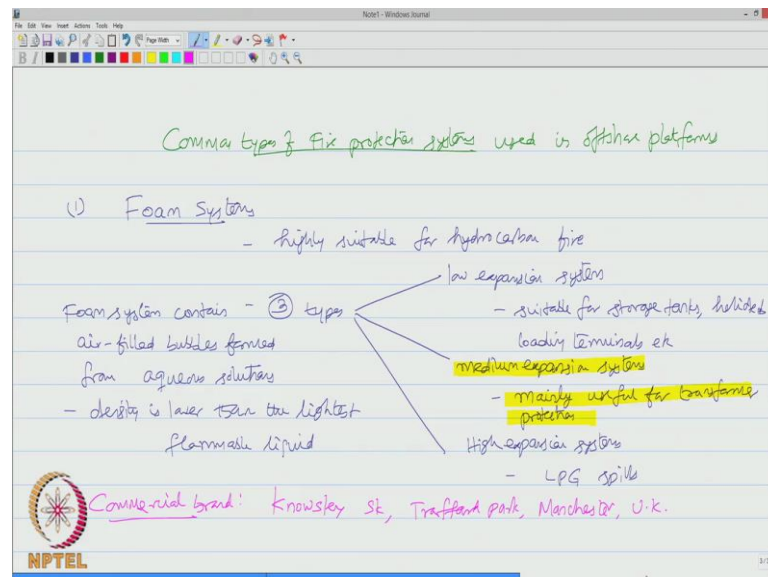 Note1 - Windows Journal
File Edit View Insert Actions Tools Help
Page Width
B I
Common types of Fire protection systems used in offshore platforms
(1) Foam Systems
- highly suitable for hydrocarbon fire
Foam system contain - ③ types
air-filled bubbles formed
from aqueous solutions
- density is lower than the lightest
flammable liquid
low expansion system
- suitable for storage tanks, helideck
loading terminals etc
medium expansion systems
- mainly useful for transformer
protection
High expansion systems
- LPG spills
Commercial brand: Knowsley SK, Trafford park, Manchester, U.K.
NPTEL